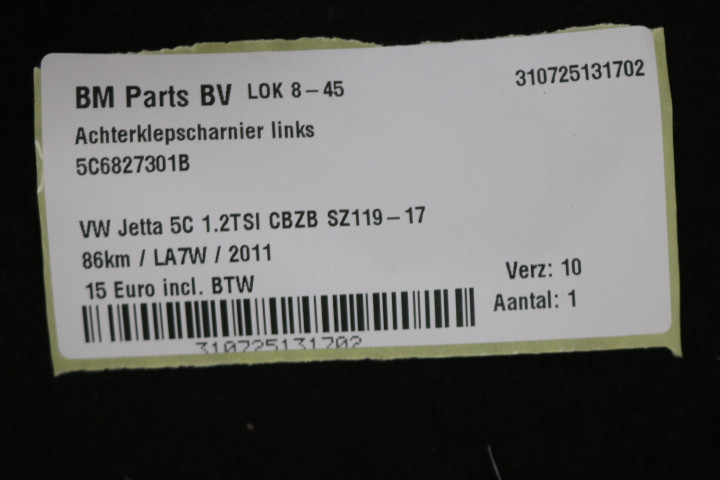 BM Parts BV LOK 8-45 310725131702
Achterklepscharnier links
5C6827301B
VW Jetta 5C 1.2TSI CBZB SZ119-17
86km / LA7W / 2011
15 Euro incl. BTW
Verz: 10
Aantal: 1
310725131702